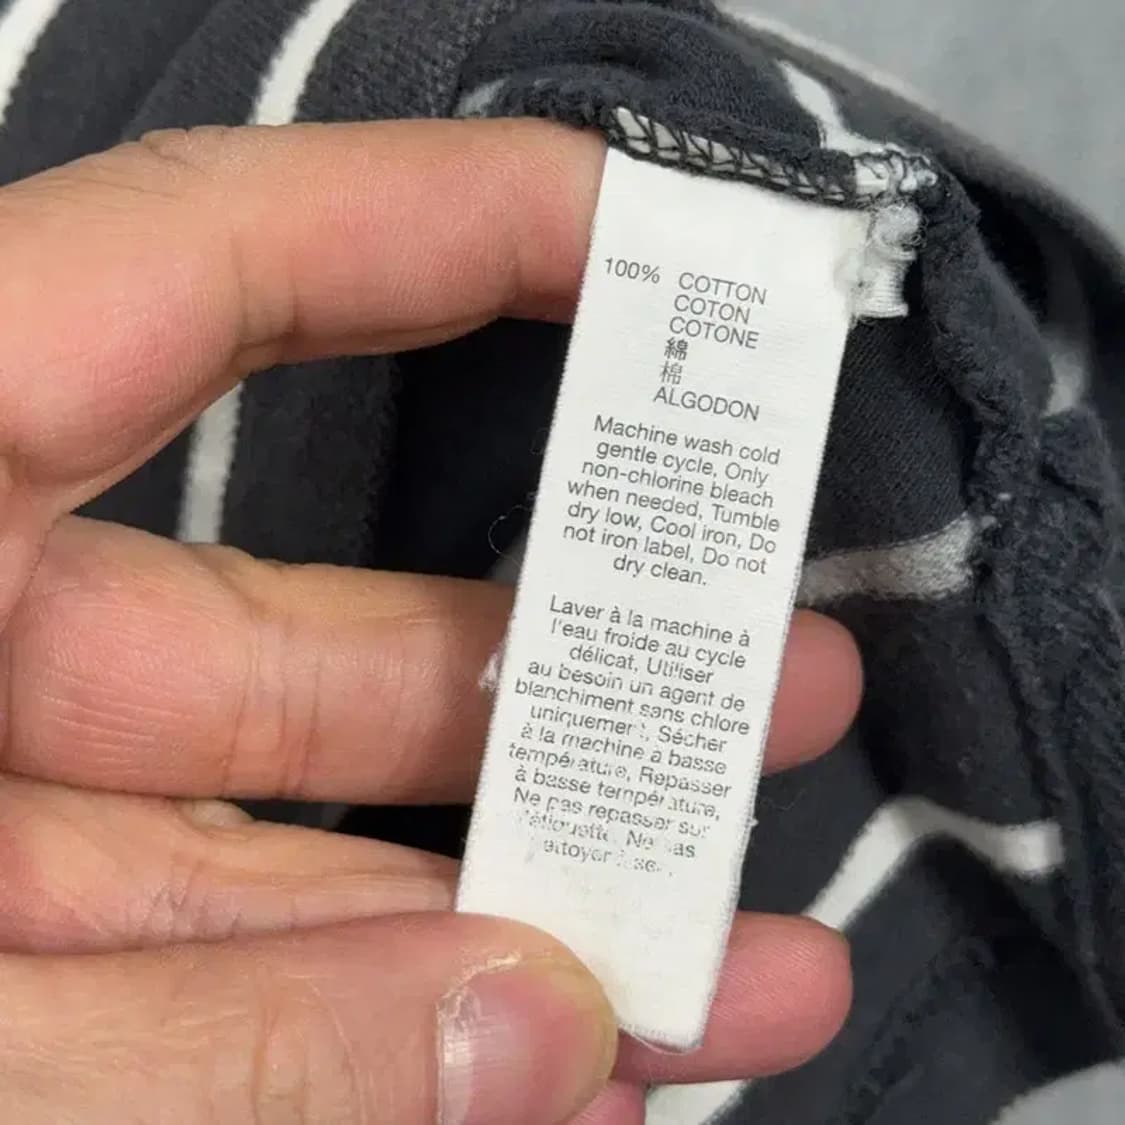 100% COTTON
COTON
COTONE
綿
棉
ALGODON
Machine wash cold
gentle cycle, Only
non-chlorine bleach
when needed, Tumble
dry low, Cool iron, Do
not iron label, Do not
dry clean.
Laver à la machine à
l'eau froide au cycle
délicat, Utiliser
au besoin un agent de
blanchiment sans chlore
Sécher
à la machine à basse
température, Repasser
à basse température,
Ne pas repasser
Ne